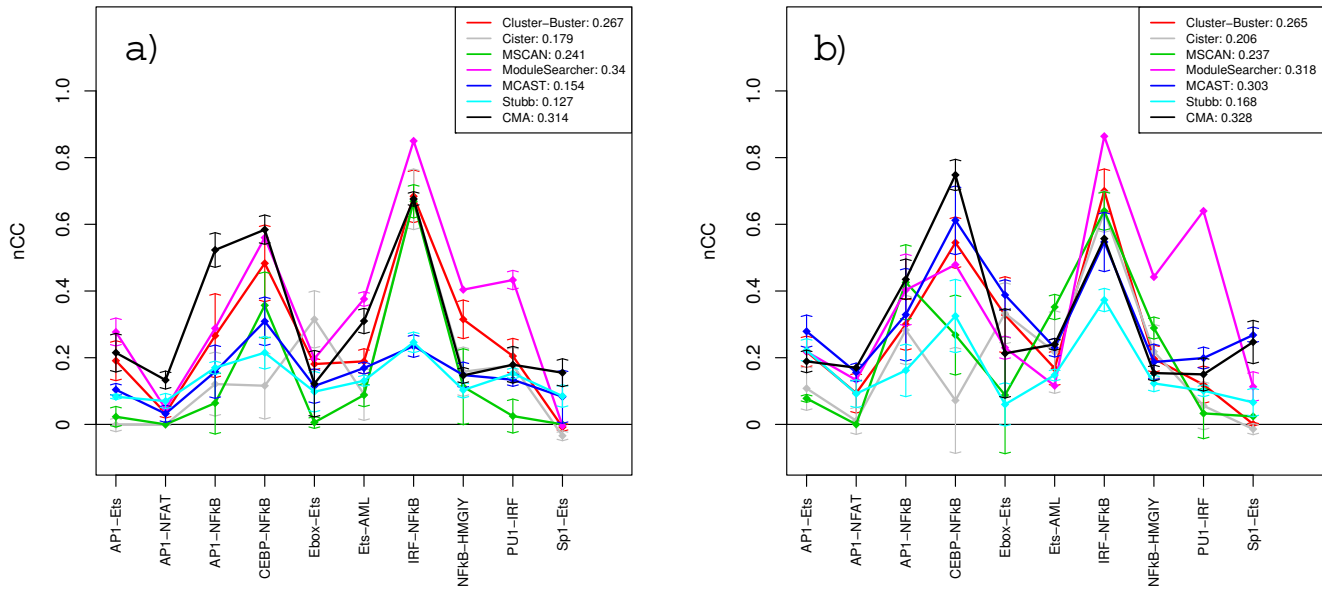 a)
Cluster−Buster: 0.267
Cister: 0.179
MSCAN: 0.241
ModuleSearcher: 0.34
MCAST: 0.154
Stubb: 0.127
CMA: 0.314
nCC
1.0
0.8
0.6
0.4
0.2
0
AP1−Ets
AP1−NFAT
AP1−NFkB
CEBP−NFkB
Ebox−Ets
Ets−AML
IRF−NFkB
NFkB−HMGIY
PU1−IRF
Sp1−Ets
b)
Cluster−Buster: 0.265
Cister: 0.206
MSCAN: 0.237
ModuleSearcher: 0.318
MCAST: 0.303
Stubb: 0.168
CMA: 0.328
nCC
1.0
0.8
0.6
0.4
0.2
0
AP1−Ets
AP1−NFAT
AP1−NFkB
CEBP−NFkB
Ebox−Ets
Ets−AML
IRF−NFkB
NFkB−HMGIY
PU1−IRF
Sp1−Ets